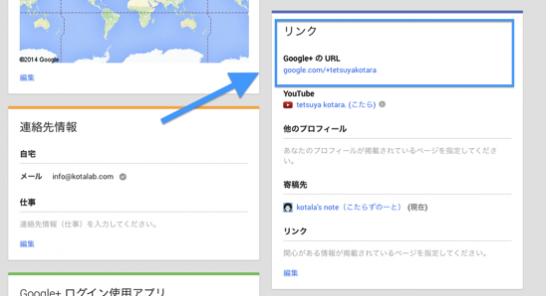 ©2014 Google
編集
連絡先情報
自宅
メール info@kotalab.com
仕事
連絡先情報（仕事）を入力してください。
編集
Google+ ログイン使用アプリ
リンク
Google+ の URL
google.com/+tetsuyakotara
YouTube
tetsuya kotara. (こたら)
他のプロフィール
あなたのプロフィールが掲載されているページを指定してくださ
い。
寄稿先
kotala's note（こたらずのーと） (現在)
リンク
関心がある情報が掲載されているページを指定してください。
編集